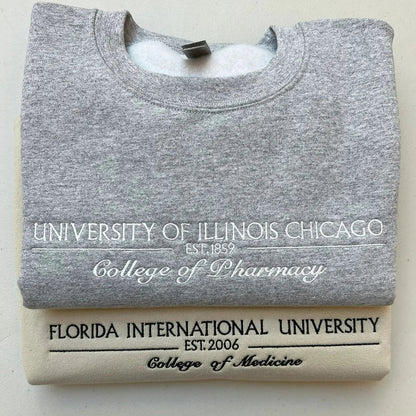 UNIVERSITY OF ILLINOIS CHICAGO
EST. 1859
College of Pharmacy
FLORIDA INTERNATIONAL UNIVERSITY
EST. 2006
College of Medicine